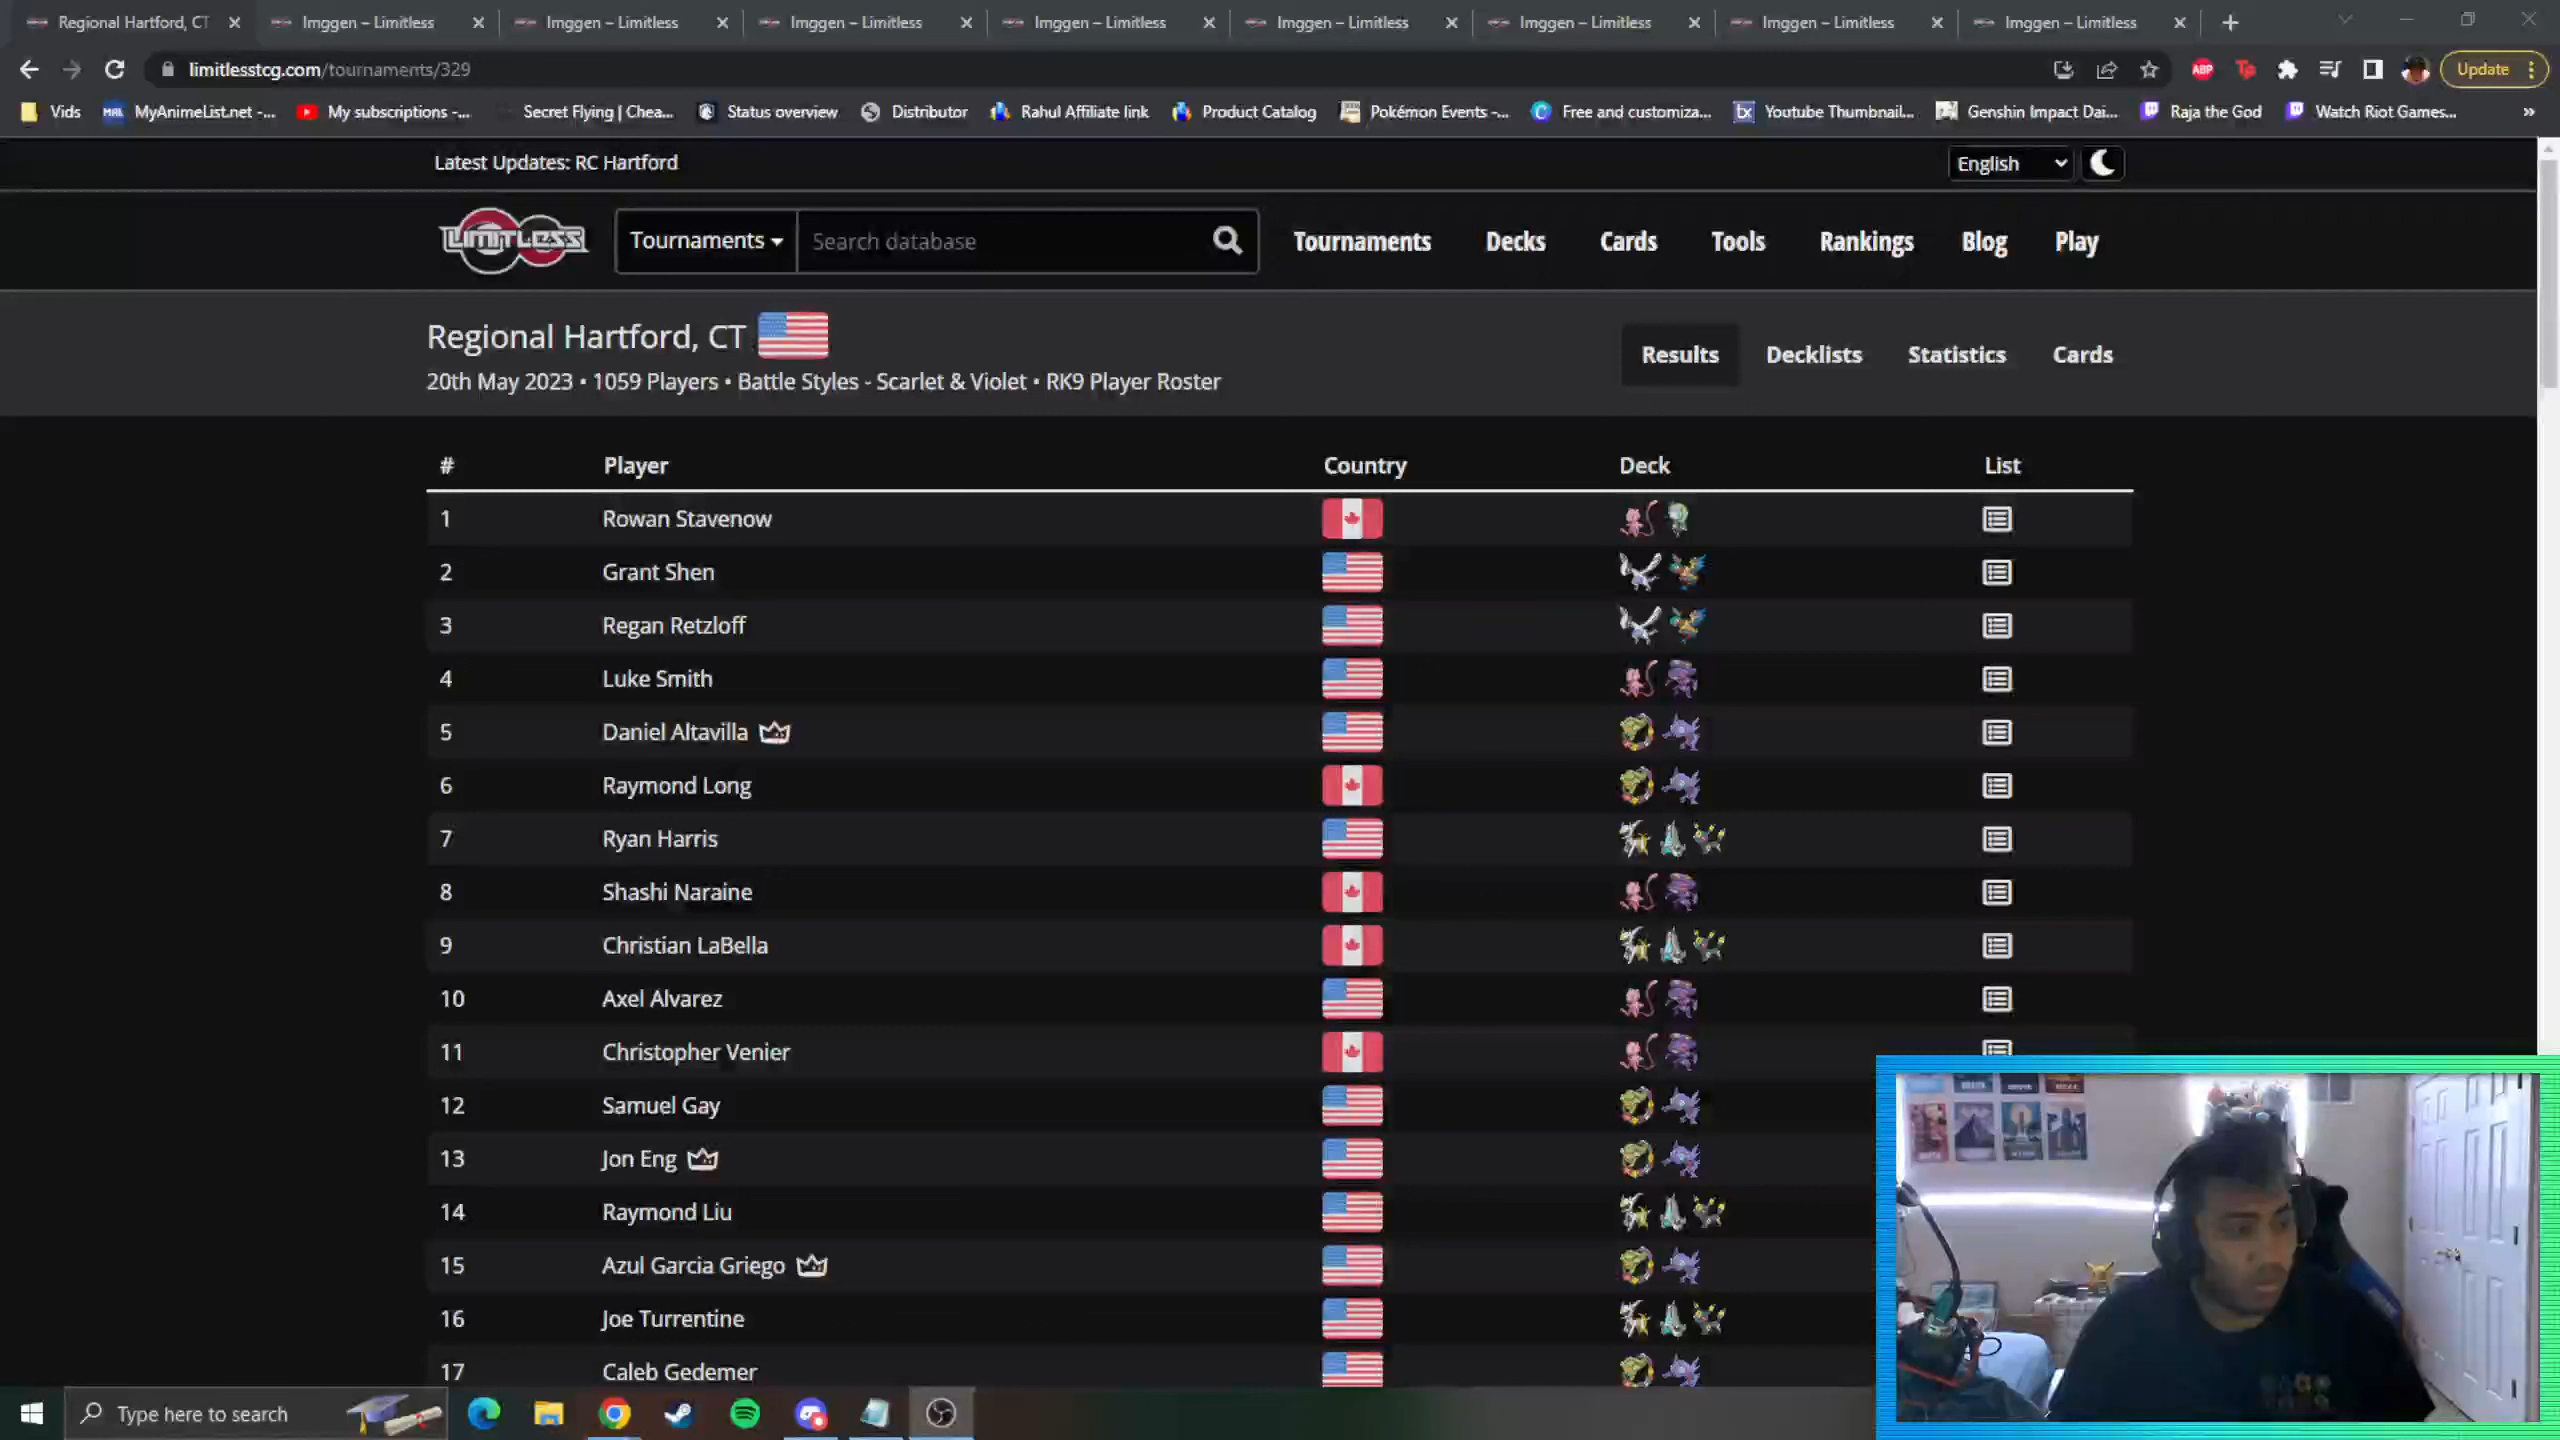 Regional Hartford, CT
Imggen – Limitless
Imggen – Limitless
Imggen – Limitless
Imggen – Limitless
Imggen – Limitless
Imggen – Limitless
Imggen – Limitless
Imggen – Limitless
limitlesstcg.com/tournaments/329
ABP
Update
Vids
MAL
MyAnimeList.net -...
My subscriptions -...
Secret Flying | Chea...
Status overview
Distributor
Rahul Affiliate link
Product Catalog
Pokémon Events -...
Free and customiza...
bx
Youtube Thumbnail...
Genshin Impact Dai...
Raja the God
Watch Riot Games...
»
Latest Updates: RC Hartford
English
LIMITLESS
Tournaments
Search database
Tournaments
Decks
Cards
Tools
Rankings
Blog
Play
Regional Hartford, CT
20th May 2023 • 1059 Players • Battle Styles - Scarlet & Violet • RK9 Player Roster
Results
Decklists
Statistics
Cards
# Player Country Deck List
1 Rowan Stavenow
2 Grant Shen
3 Regan Retzloff
4 Luke Smith
5 Daniel Altavilla
6 Raymond Long
7 Ryan Harris
8 Shashi Naraine
9 Christian LaBella
10 Axel Alvarez
11 Christopher Venier
12 Samuel Gay
13 Jon Eng
14 Raymond Liu
15 Azul Garcia Griego
16 Joe Turrentine
17 Caleb Gedemer
Type here to search